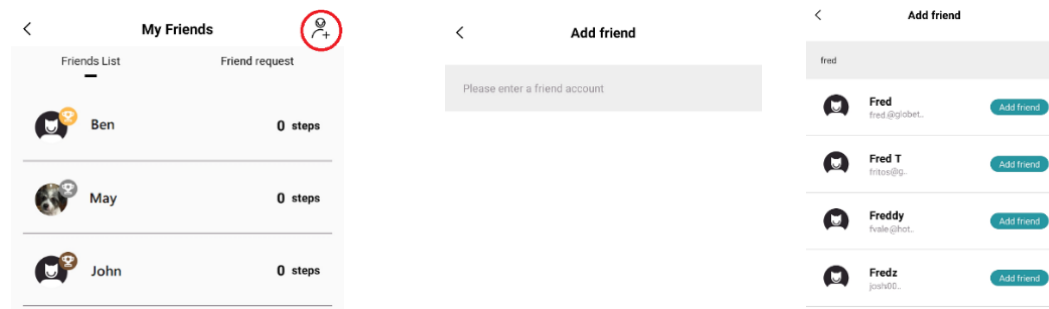 My Friends
Friends List Friend request
Ben 0 steps
May 0 steps
John 0 steps
Add friend
Please enter a friend account
Add friend
fred
Fred
fred.@globet..
Add friend
Fred T
fritos@g..
Add friend
Freddy
fvale@hot..
Add friend
Fredz
josh00..
Add friend